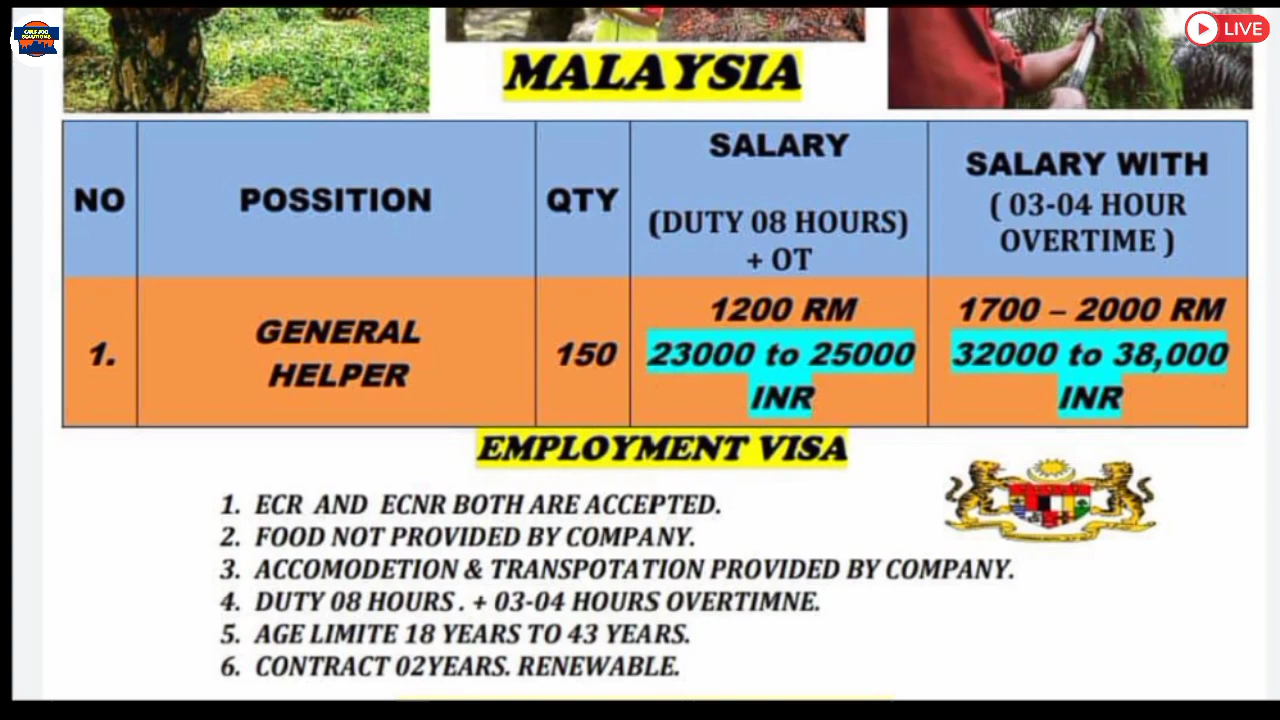 LIVE
MALAYSIA
NO
POSSITION
QTY
SALARY
(DUTY 08 HOURS)
+ OT
SALARY WITH
( 03-04 HOUR
OVERTIME )
1.
GENERAL
HELPER
150
1200 RM
23000 to 25000
INR
1700 – 2000 RM
32000 to 38,000
INR
EMPLOYMENT VISA
1. ECR AND ECNR BOTH ARE ACCEPTED.
2. FOOD NOT PROVIDED BY COMPANY.
3. ACCOMODETION & TRANSPOTATION PROVIDED BY COMPANY.
4. DUTY 08 HOURS . + 03-04 HOURS OVERTIMNE.
5. AGE LIMITE 18 YEARS TO 43 YEARS.
6. CONTRACT 02YEARS. RENEWABLE.